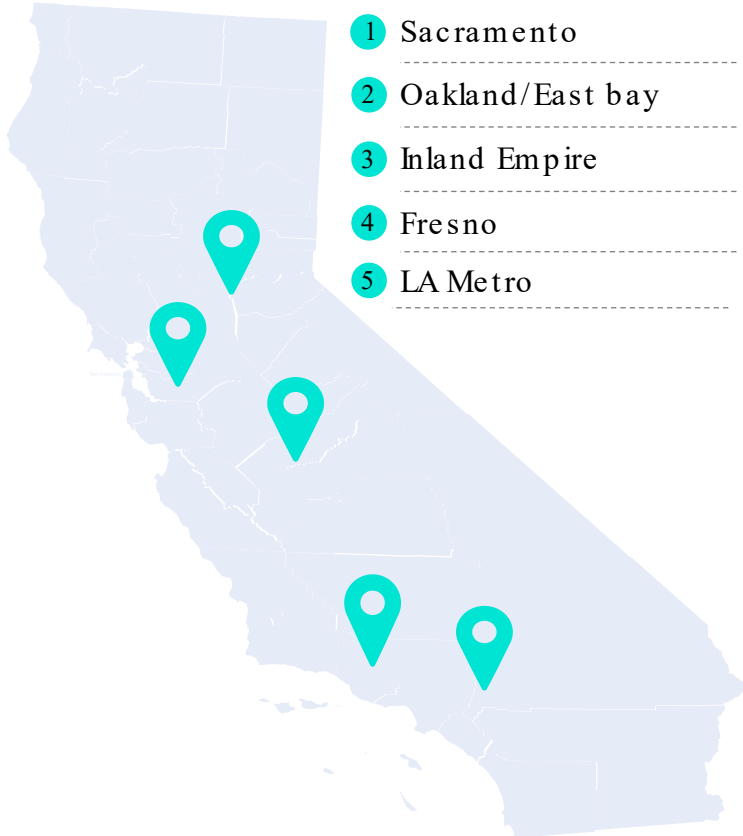 1 Sacramento
2 Oakland/East bay
3 Inland Empire
4 Fresno
5 LA Metro